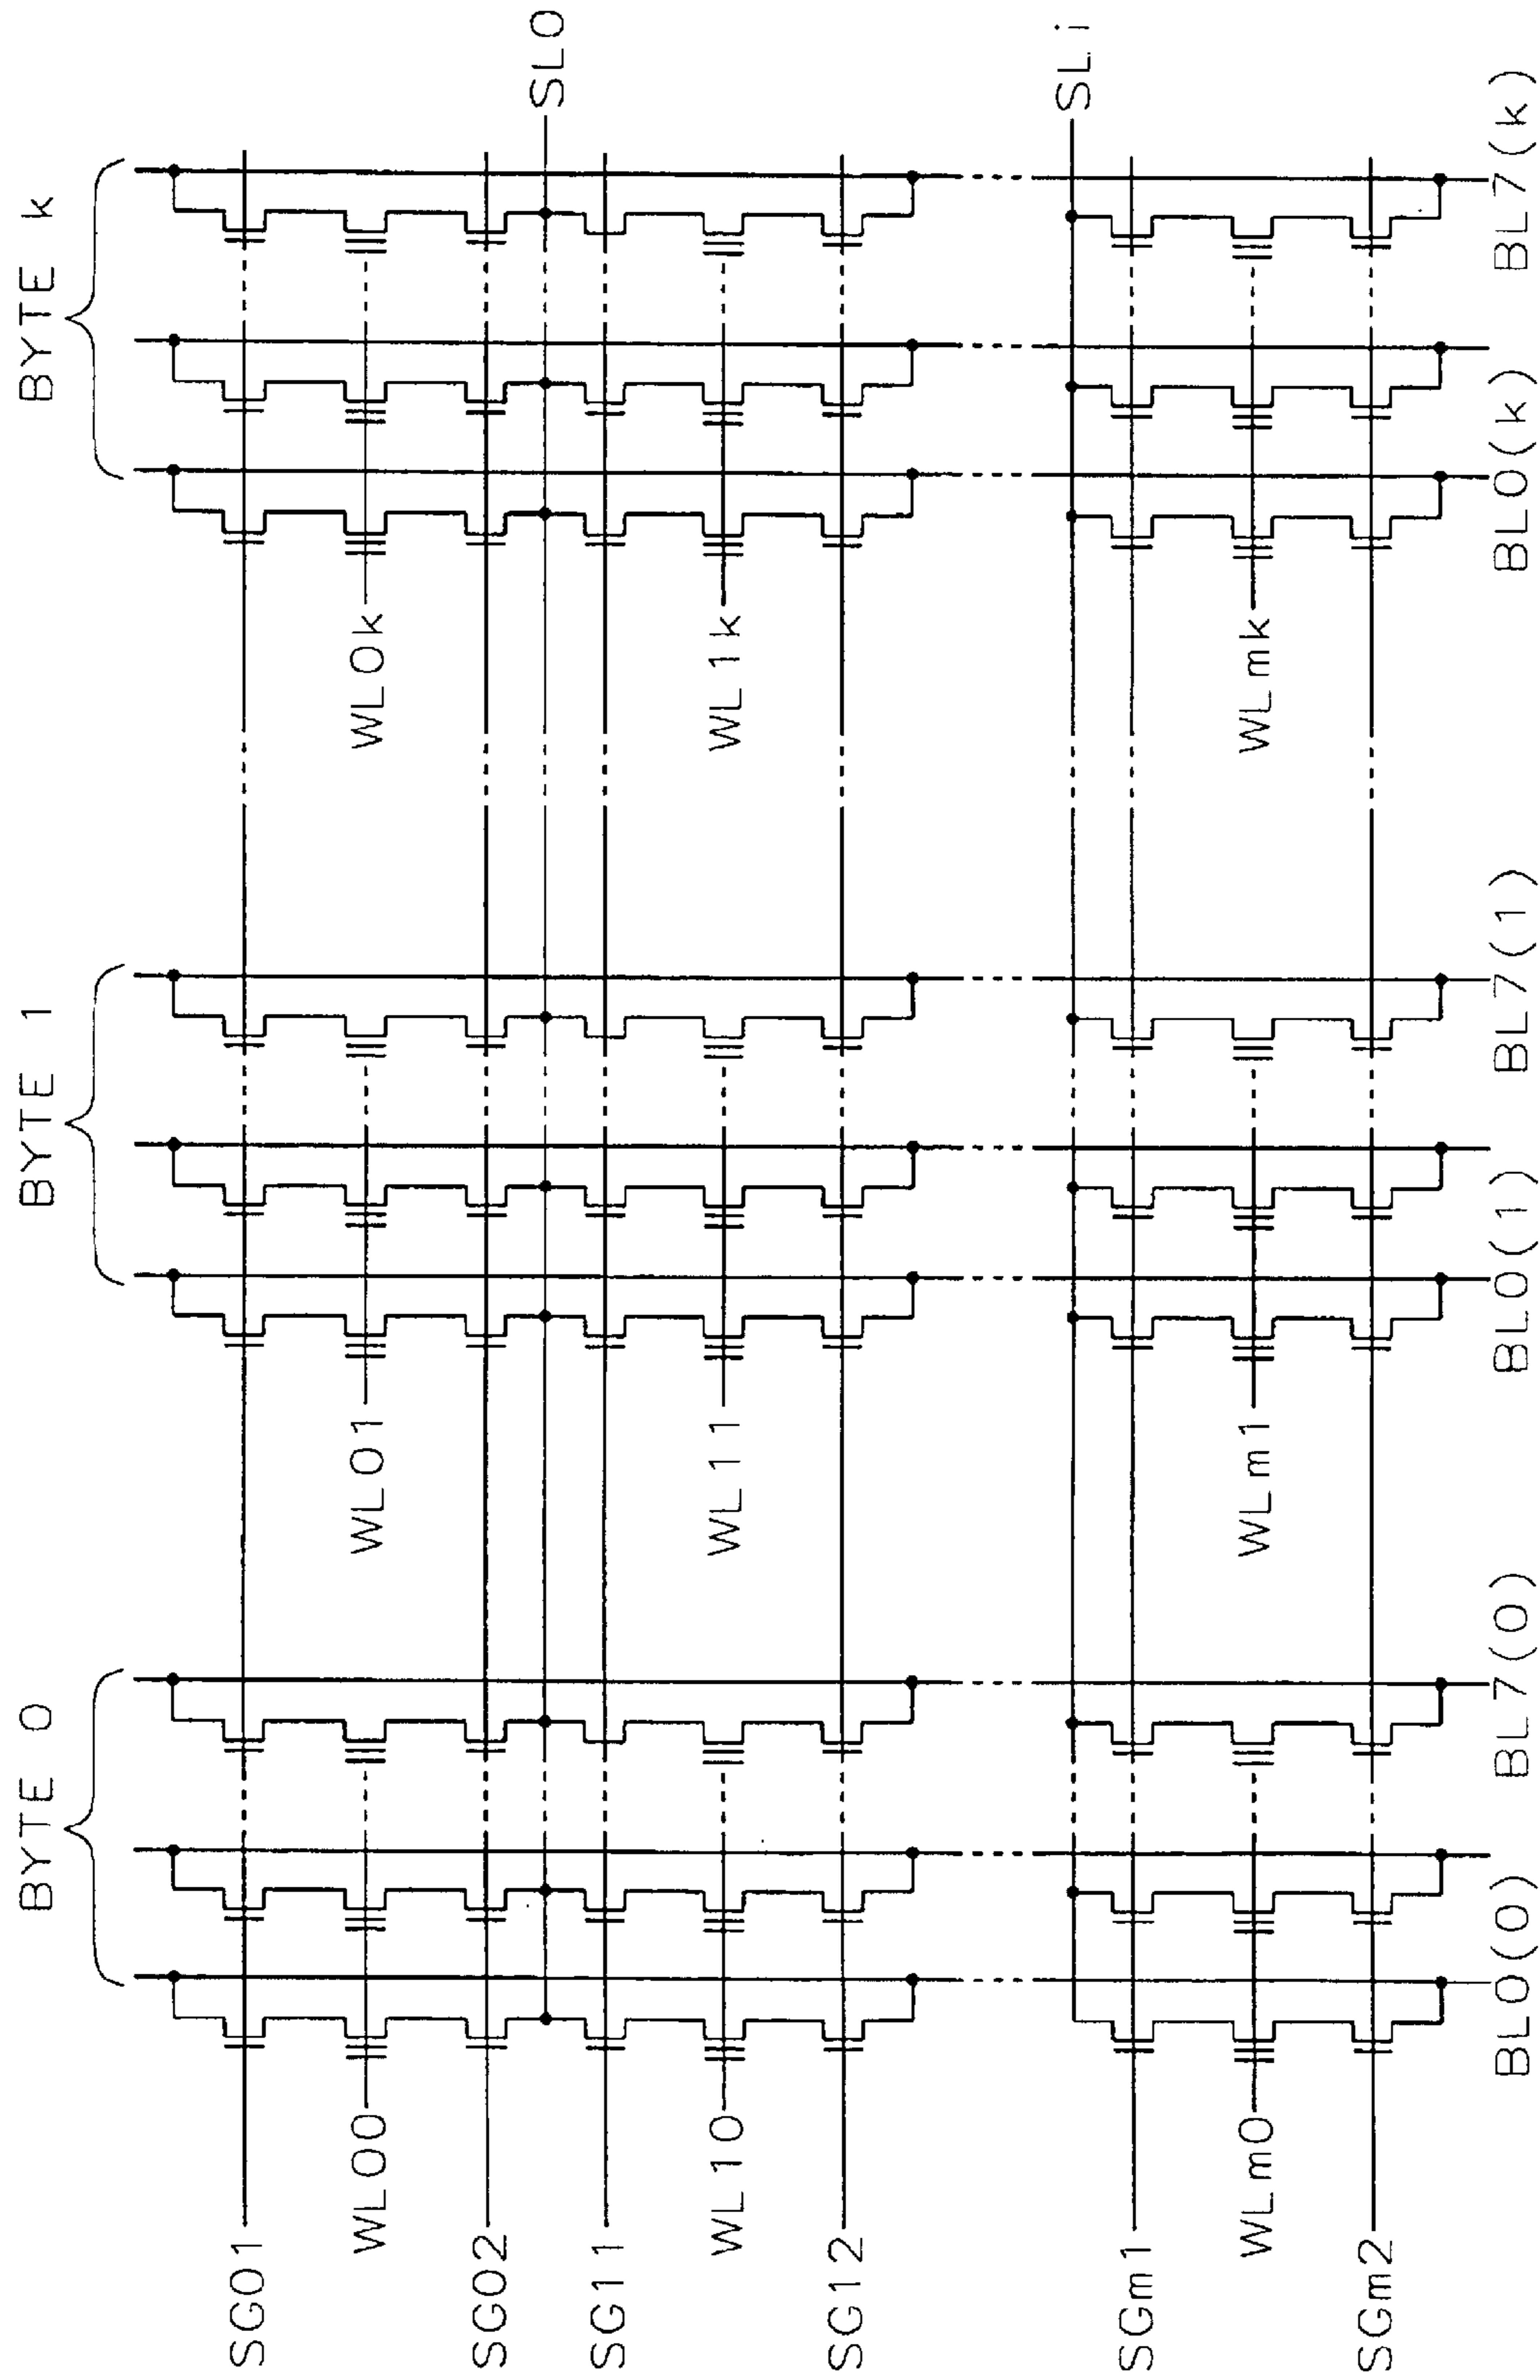 BYTE 0
BYTE 1
BYTE k
SG01
WL00
WL01
WL0k
SG02
SL0
SG11
WL10
WL11
WL1k
SG12
SLi
SGm1
WLm0
WLm1
WLmk
SGm2
BL0(0)
BL7(0)
BL0(1)
BL7(1)
BL0(k)
BL7(k)